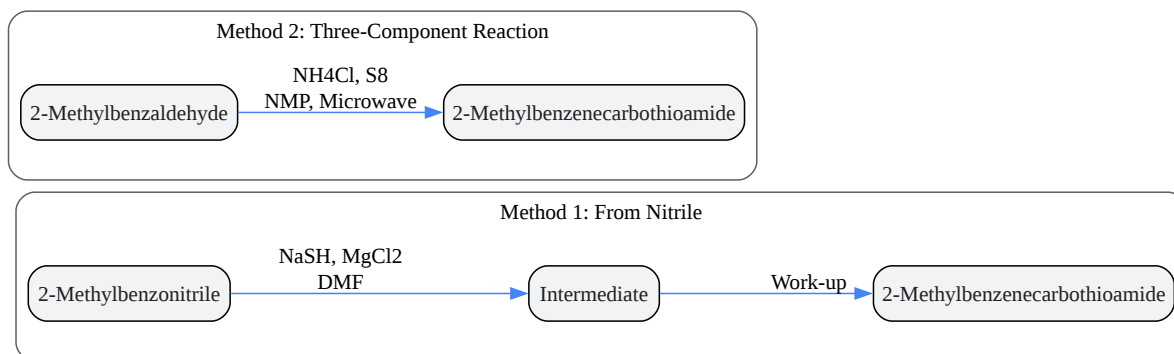 Method 2: Three-Component Reaction
NH4Cl, S8
NMP, Microwave
2-Methylbenzaldehyde
2-Methylbenzenecarbothioamide
Method 1: From Nitrile
NaSH, MgCl2
DMF
Work-up
2-Methylbenzonitrile
Intermediate
2-Methylbenzenecarbothioamide